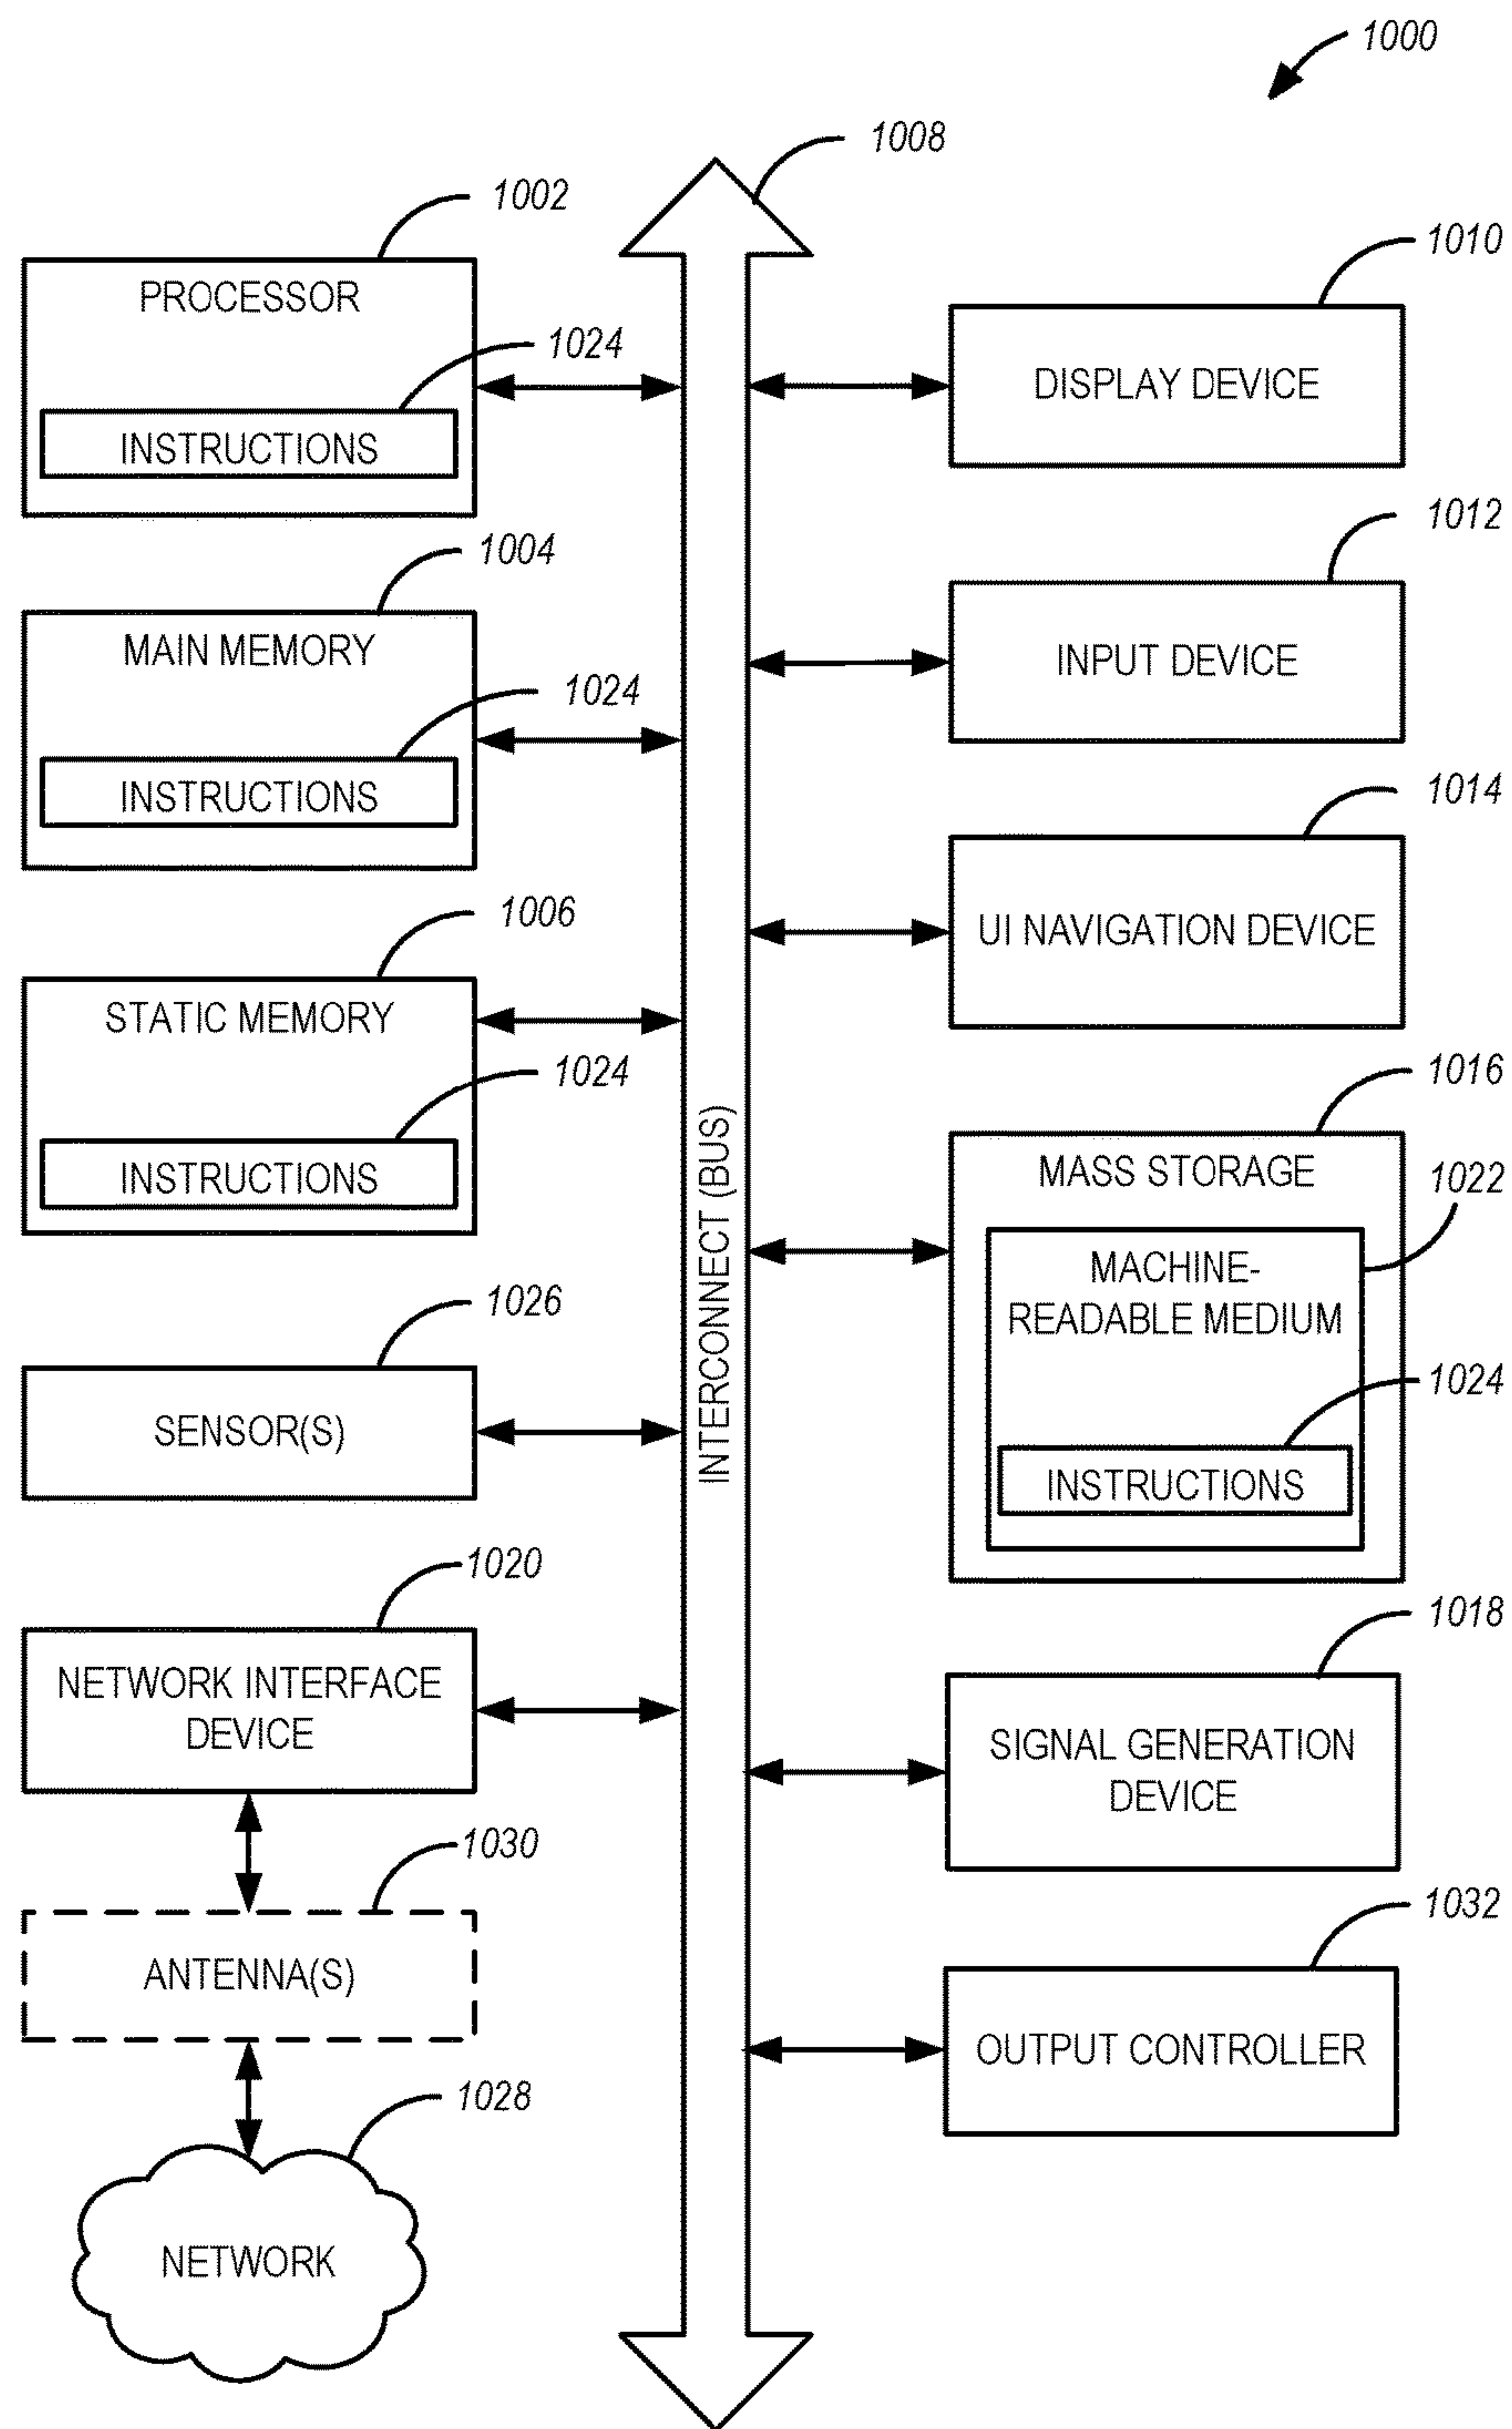 1000
1008
1002
PROCESSOR
1024
INSTRUCTIONS
1004
MAIN MEMORY
1024
INSTRUCTIONS
1006
STATIC MEMORY
1024
INSTRUCTIONS
1026
SENSOR(S)
1020
NETWORK INTERFACE
DEVICE
1030
ANTENNA(S)
1028
NETWORK
INTERCONNECT (BUS)
1010
DISPLAY DEVICE
1012
INPUT DEVICE
1014
UI NAVIGATION DEVICE
1016
MASS STORAGE
1022
MACHINE-
READABLE MEDIUM
1024
INSTRUCTIONS
1018
SIGNAL GENERATION
DEVICE
1032
OUTPUT CONTROLLER